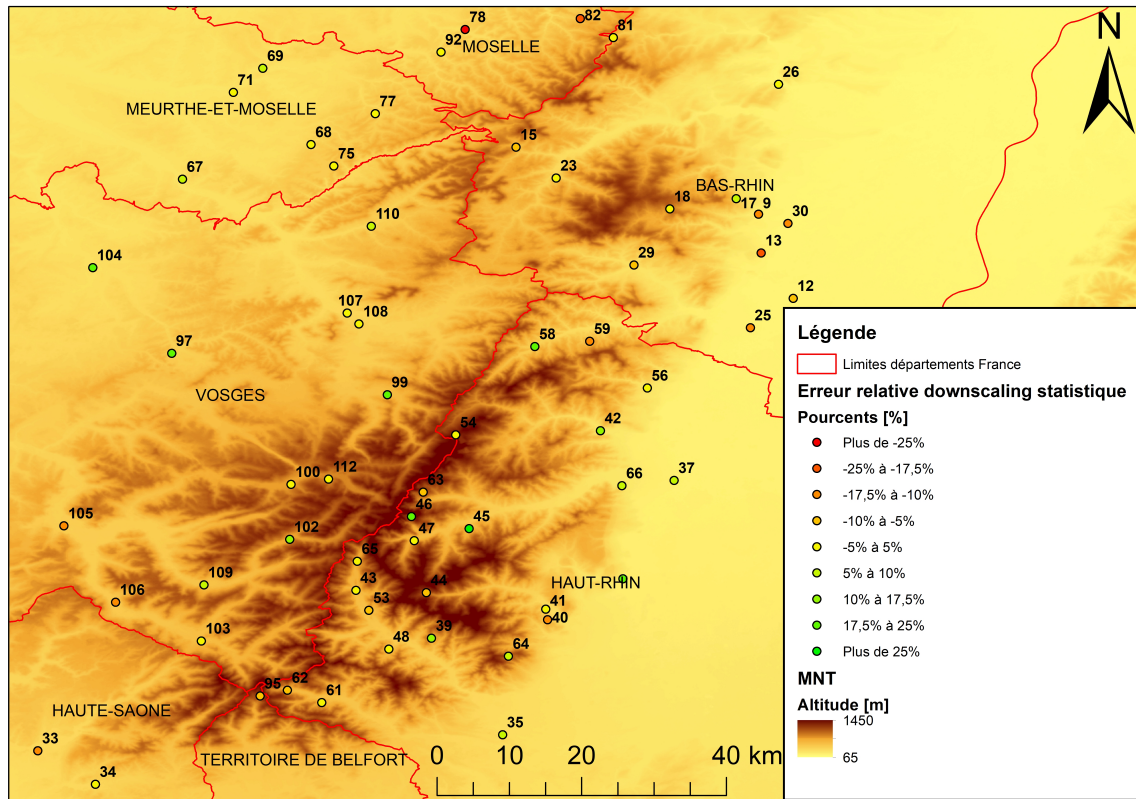 78
82
81
N
92
MOSELLE
69
71
26
MEURTHE-ET-MOSELLE
77
68
15
75
67
23
BAS-RHIN
18
17
9
30
110
13
29
104
12
107
108
25
58
59
97
99
56
VOSGES
54
42
112
100
66
37
63
46
45
105
47
102
65
HAUT-RHIN
109
43
44
53
41
40
106
103
39
48
64
62
95
61
HAUTE-SAONE
35
33
TERRITOIRE DE BELFORT
34
0 10 20 40 km
Légende
Limites départements France
Erreur relative downscaling statistique
Pourcents [%]
Plus de -25%
-25% à -17,5%
-17,5% à -10%
-10% à -5%
-5% à 5%
5% à 10%
10% à 17,5%
17,5% à 25%
Plus de 25%
MNT
Altitude [m]
1450
65